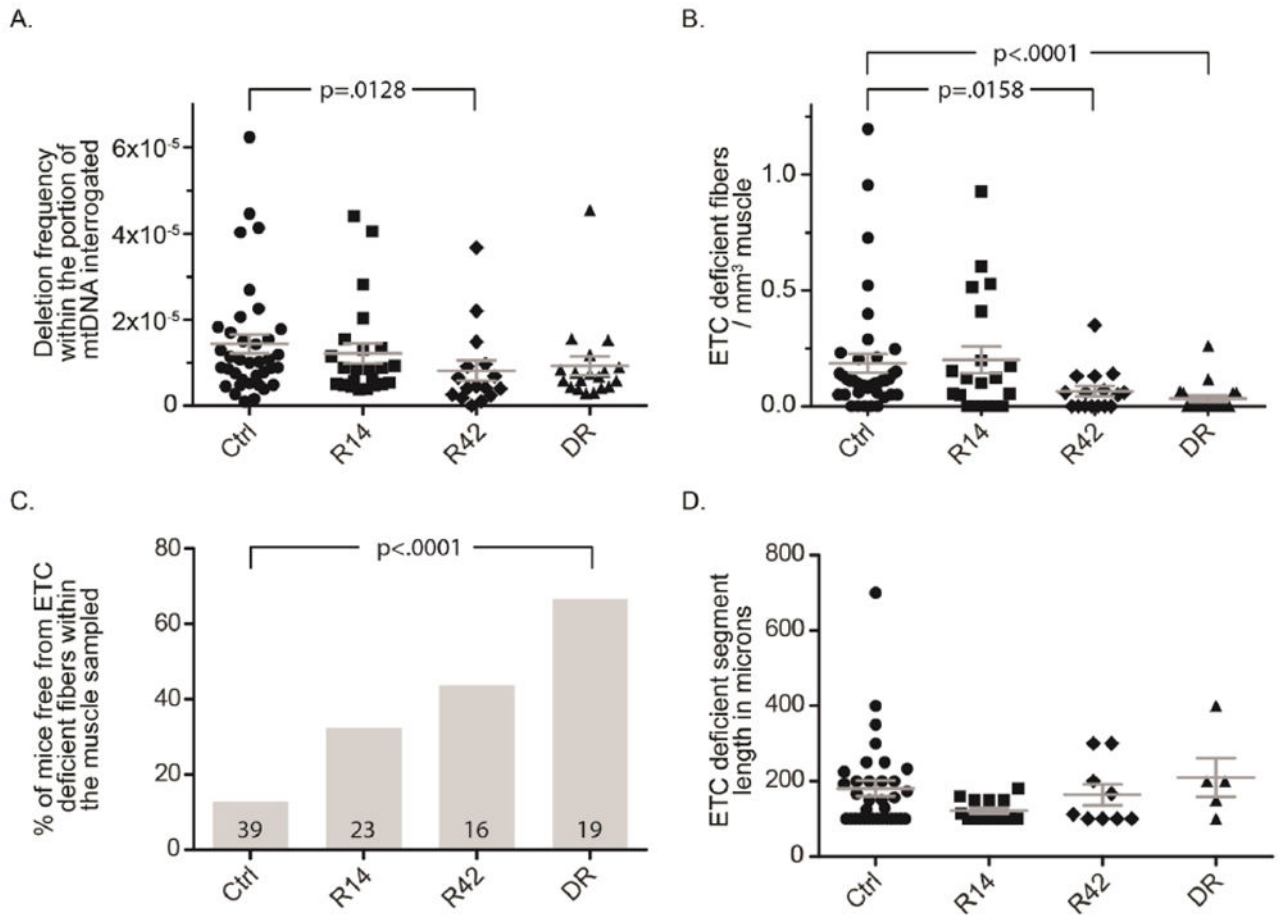 A.
p=.0128
Deletion frequency
within the portion of
mtDNA interrogated
6x10-5
4x10-5
2x10-5
0
Ctrl
R14
R42
DR
B.
p<.0001
p=.0158
ETC deficient fibers
/ mm³ muscle
1.0
0.5
0.0
Ctrl
R14
R42
DR
C.
p<.0001
% of mice free from ETC
deficient fibers within
the muscle sampled
80
60
40
20
0
39
23
16
19
Ctrl
R14
R42
DR
D.
ETC deficient segment
length in microns
800
600
400
200
0
Ctrl
R14
R42
DR